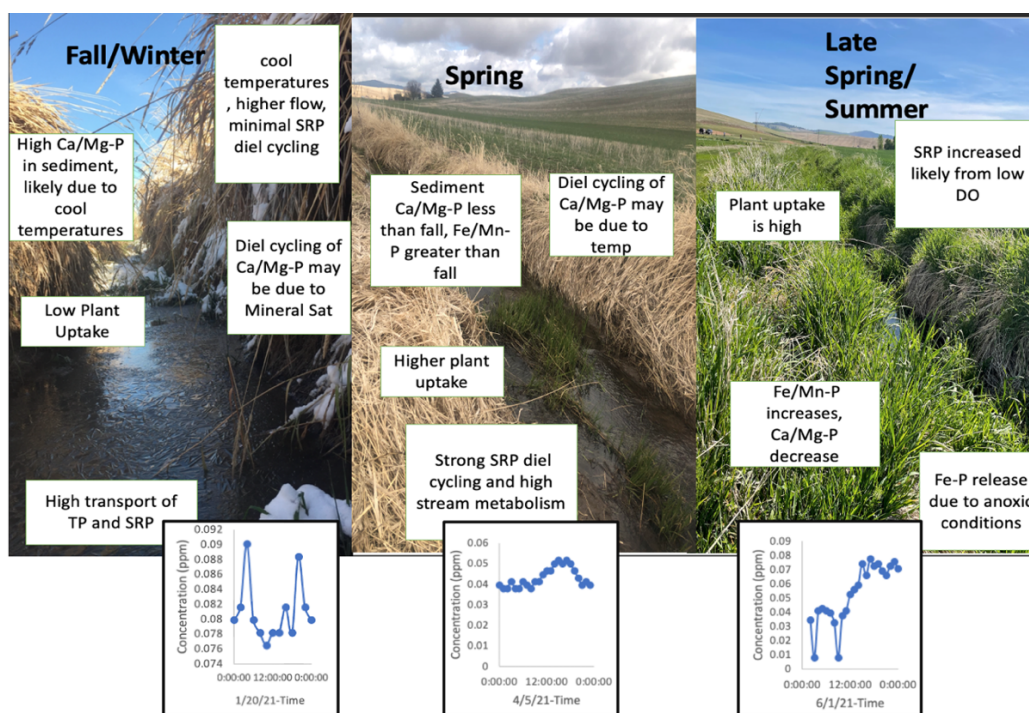 Fall/Winter
cool
temperatures
, higher flow,
minimal SRP
diel cycling
High Ca/Mg-P
in sediment,
likely due to
cool
temperatures
Diel cycling of
Ca/Mg-P may
be due to
Mineral Sat
Low Plant
Uptake
High transport of
TP and SRP
Spring
Sediment
Ca/Mg-P less
than fall, Fe/Mn-
P greater than
fall
Diel cycling of
Ca/Mg-P may
be due to
temp
Higher plant
uptake
Strong SRP diel
cycling and high
stream metabolism
Late
Spring/
Summer
SRP increased
likely from low
DO
Plant uptake
is high
Fe/Mn-P
increases,
Ca/Mg-P
decrease
Fe-P release
due to anoxic
conditions
Concentration (ppm)
0.092
0.09
0.088
0.086
0.084
0.082
0.08
0.078
0.076
0.074
0:00:00 12:00:00 0:00:00
1/20/21-Time
Concentration (ppm)
0.06
0.05
0.04
0.03
0.02
0.01
0
0:00:00 12:00:00 0:00:00
4/5/21-Time
Concentration (ppm)
0.09
0.08
0.07
0.06
0.05
0.04
0.03
0.02
0.01
0
0:00:00 12:00:00 0:00:00
6/1/21-Time